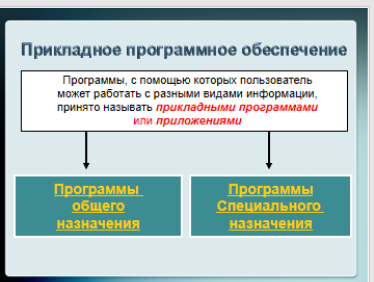 Прикладное программное обеспечение
Программы, с помощью которых пользователь
может работать с разными видами информации,
принято называть прикладными программами
или приложениями
Программы
общего
назначения
Программы
Специального
назначения